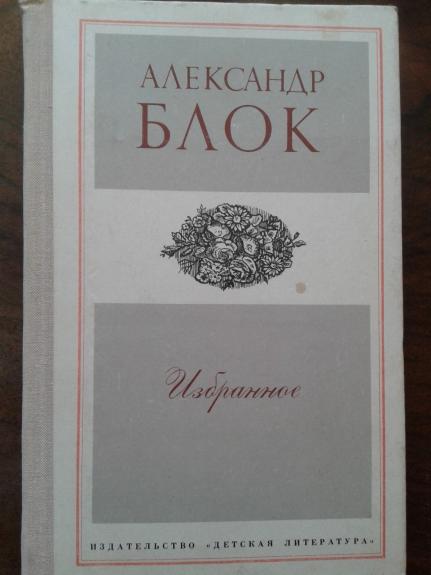 АЛЕКСАНДР
БЛОК
Избранное
ИЗДАТЕЛЬСТВО «ДЕТСКАЯ ЛИТЕРАТУРА»